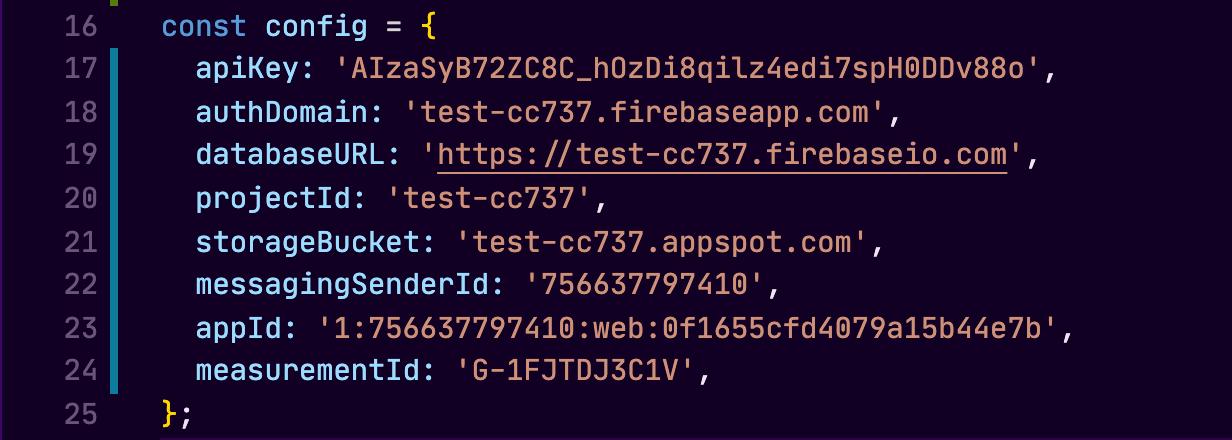 16 const config = {
17 apiKey: 'AIzaSyB72ZC8C_hOzDi8qilz4edi7spH0DDv88o',
18 authDomain: 'test-cc737.firebaseapp.com',
19 databaseURL: 'https://test-cc737.firebaseio.com',
20 projectId: 'test-cc737',
21 storageBucket: 'test-cc737.appspot.com',
22 messagingSenderId: '756637797410',
23 appId: '1:756637797410:web:0f1655cfd4079a15b44e7b',
24 measurementId: 'G-1FJTDJ3C1V',
25 };